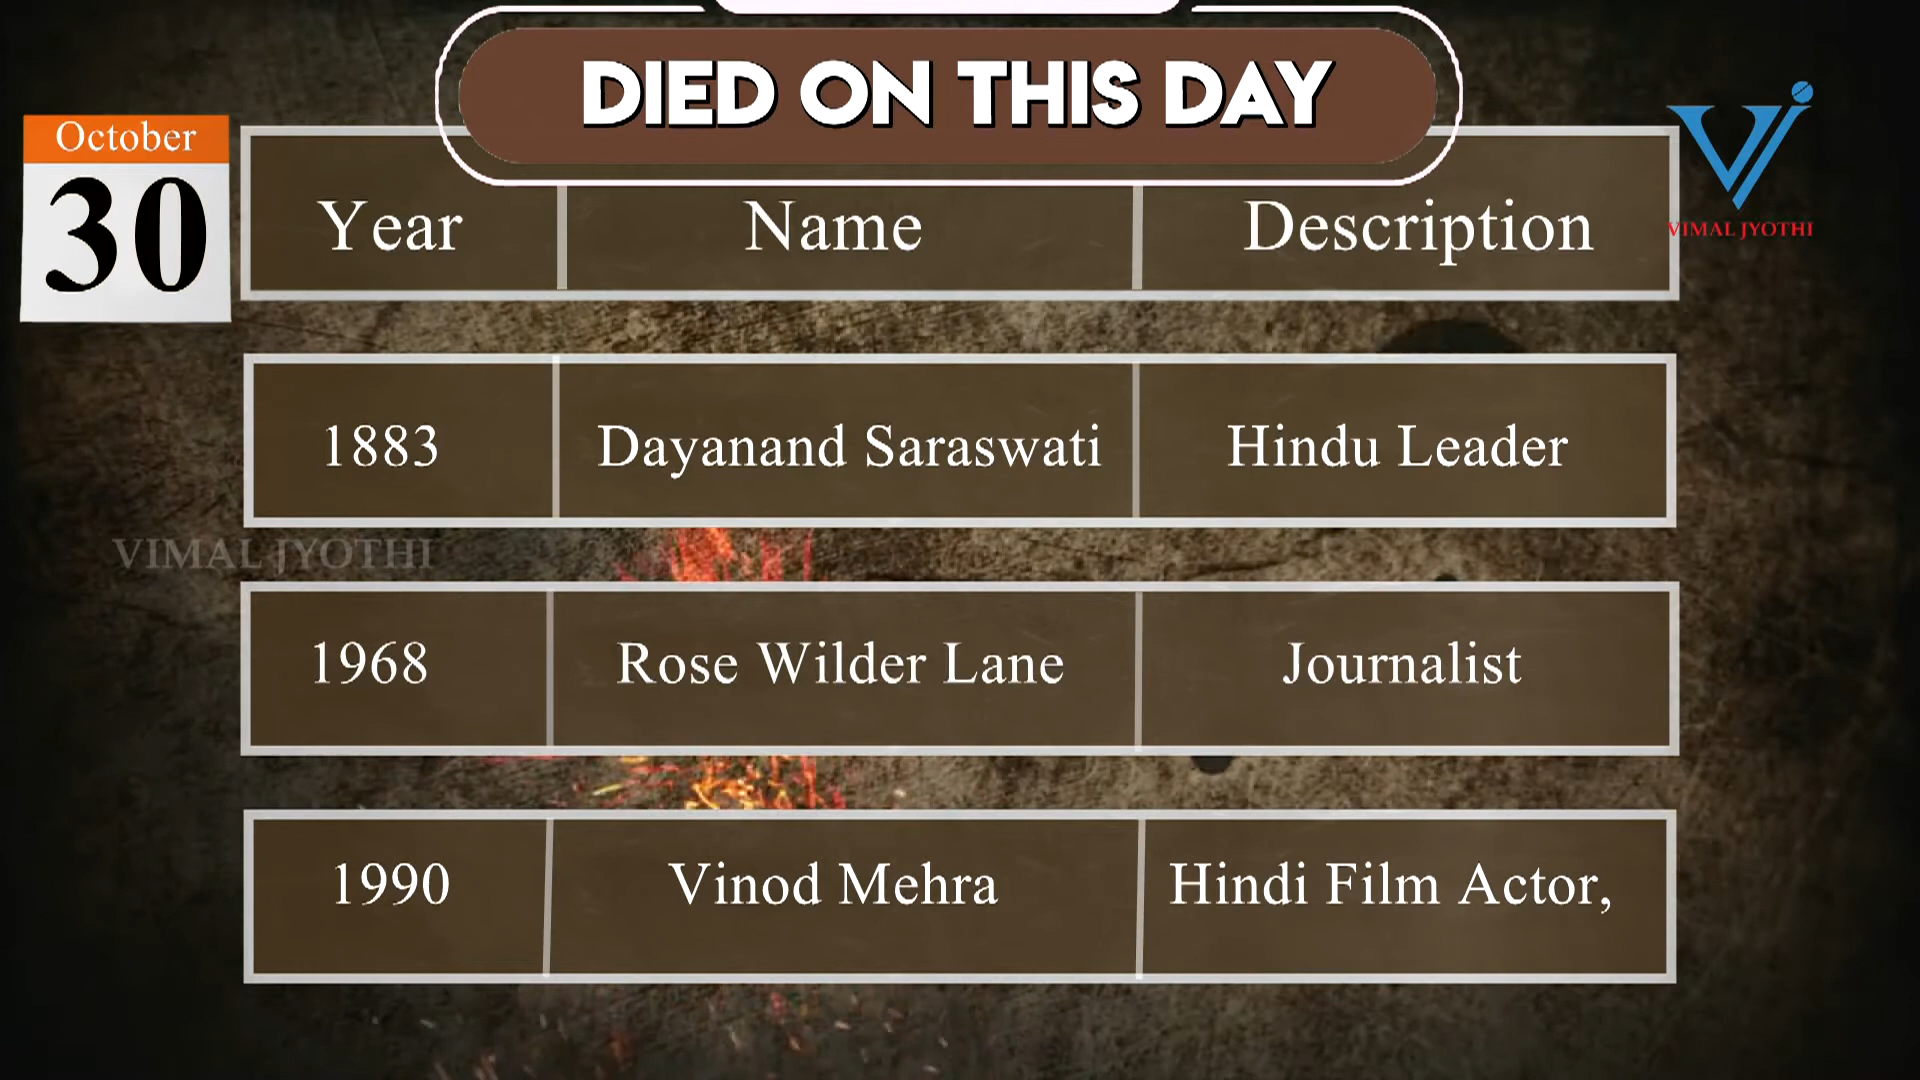 DIED ON THIS DAY
October
30
Year Name Description
VIMAL JYOTHI
1883 Dayanand Saraswati Hindu Leader
VIMAL JYOTHI
1968 Rose Wilder Lane Journalist
1990 Vinod Mehra Hindi Film Actor,